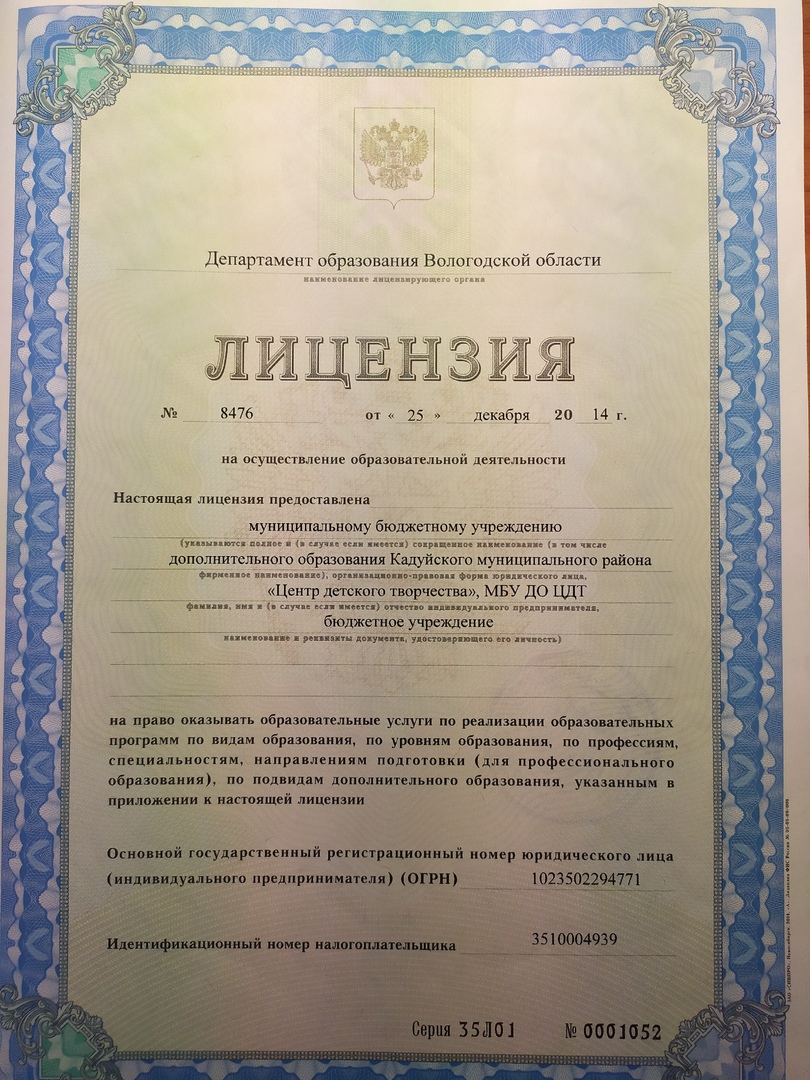 Департамент образования Вологодской области
наименование лицензирующего органа
ЛИЦЕНЗИЯ
№ 8476 от « 25 » декабря 20 14 г.
на осуществление образовательной деятельности
Настоящая лицензия предоставлена
муниципальному бюджетному учреждению
(указываются полное и (в случае если имеется) сокращенное наименование (в том числе
дополнительного образования Кадуйского муниципального района
фирменное наименование), организационно-правовая форма юридического лица,
«Центр детского творчества», МБУ ДО ЦДТ
фамилия, имя и (в случае если имеется) отчество индивидуального предпринимателя,
бюджетное учреждение
наименование и реквизиты документа, удостоверяющего его личность)
на право оказывать образовательные услуги по реализации образовательных
программ по видам образования, по уровням образования, по профессиям,
специальностям, направлениям подготовки (для профессионального
образования), по подвидам дополнительного образования, указанным в
приложении к настоящей лицензии
Основной государственный регистрационный номер юридического лица
(индивидуального предпринимателя) (ОГРН) 1023502294771
Идентификационный номер налогоплательщика 3510004939
Серия 35Л01 № 0001052